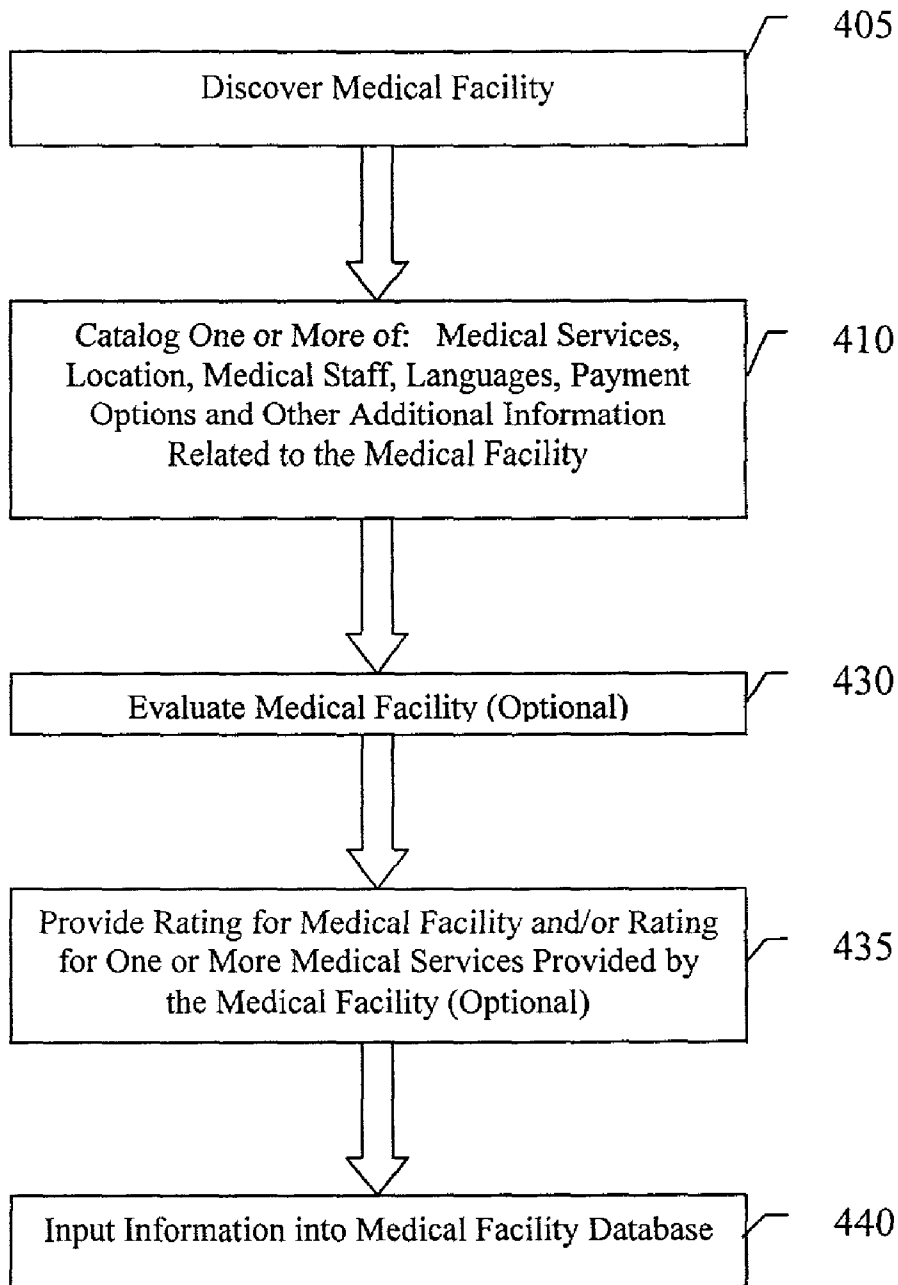 405
Discover Medical Facility
Catalog One or More of: Medical Services,
Location, Medical Staff, Languages, Payment
Options and Other Additional Information
Related to the Medical Facility
410
Evaluate Medical Facility (Optional)
430
Provide Rating for Medical Facility and/or Rating
for One or More Medical Services Provided by
the Medical Facility (Optional)
435
Input Information into Medical Facility Database
440